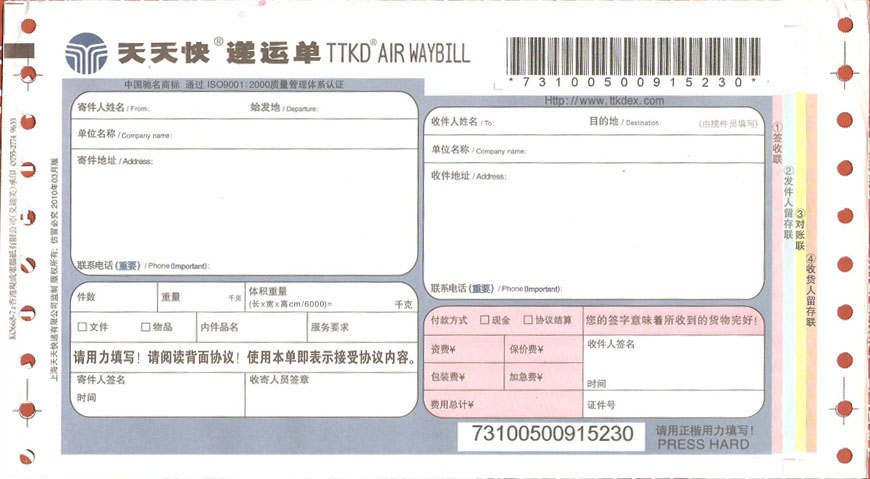 天天快®递运单 TTKD® AIR WAYBILL
*73100500915230*
中国驰名商标 通过 ISO9001:2000质量管理体系认证
Http://www.ttkdex.com
寄件人姓名 / From:
始发地 / Departure:
单位名称 / Company name:
寄件地址 / Address:
联系电话(重要) / Phone(Important):
收件人姓名 / To:
目的地 / Destination:
(由揽件员填写)
单位名称 / Company name:
收件地址 / Address:
联系电话(重要) / Phone(Important):
件数
重量
千克
体积重量
(长×宽×高cm/6000)=
千克
□文件
□物品
内件品名
服务要求
请用力填写!请阅读背面协议!使用本单即表示接受协议内容。
寄件人签名
时间
收寄人员签章
付款方式 □现金 □协议结算
您的签字意味着所收到的货物完好!
资费¥
保价费¥
包装费¥
加急费¥
费用总计¥
收件人签名
时间
证件号
73100500915230
请用正楷用力填写!
PRESS HARD
①签收联
②发件人留存联
③对账联
④收货人留存联
上海天天快递有限公司监制 版权所有:仿冒必究 2010年03月版